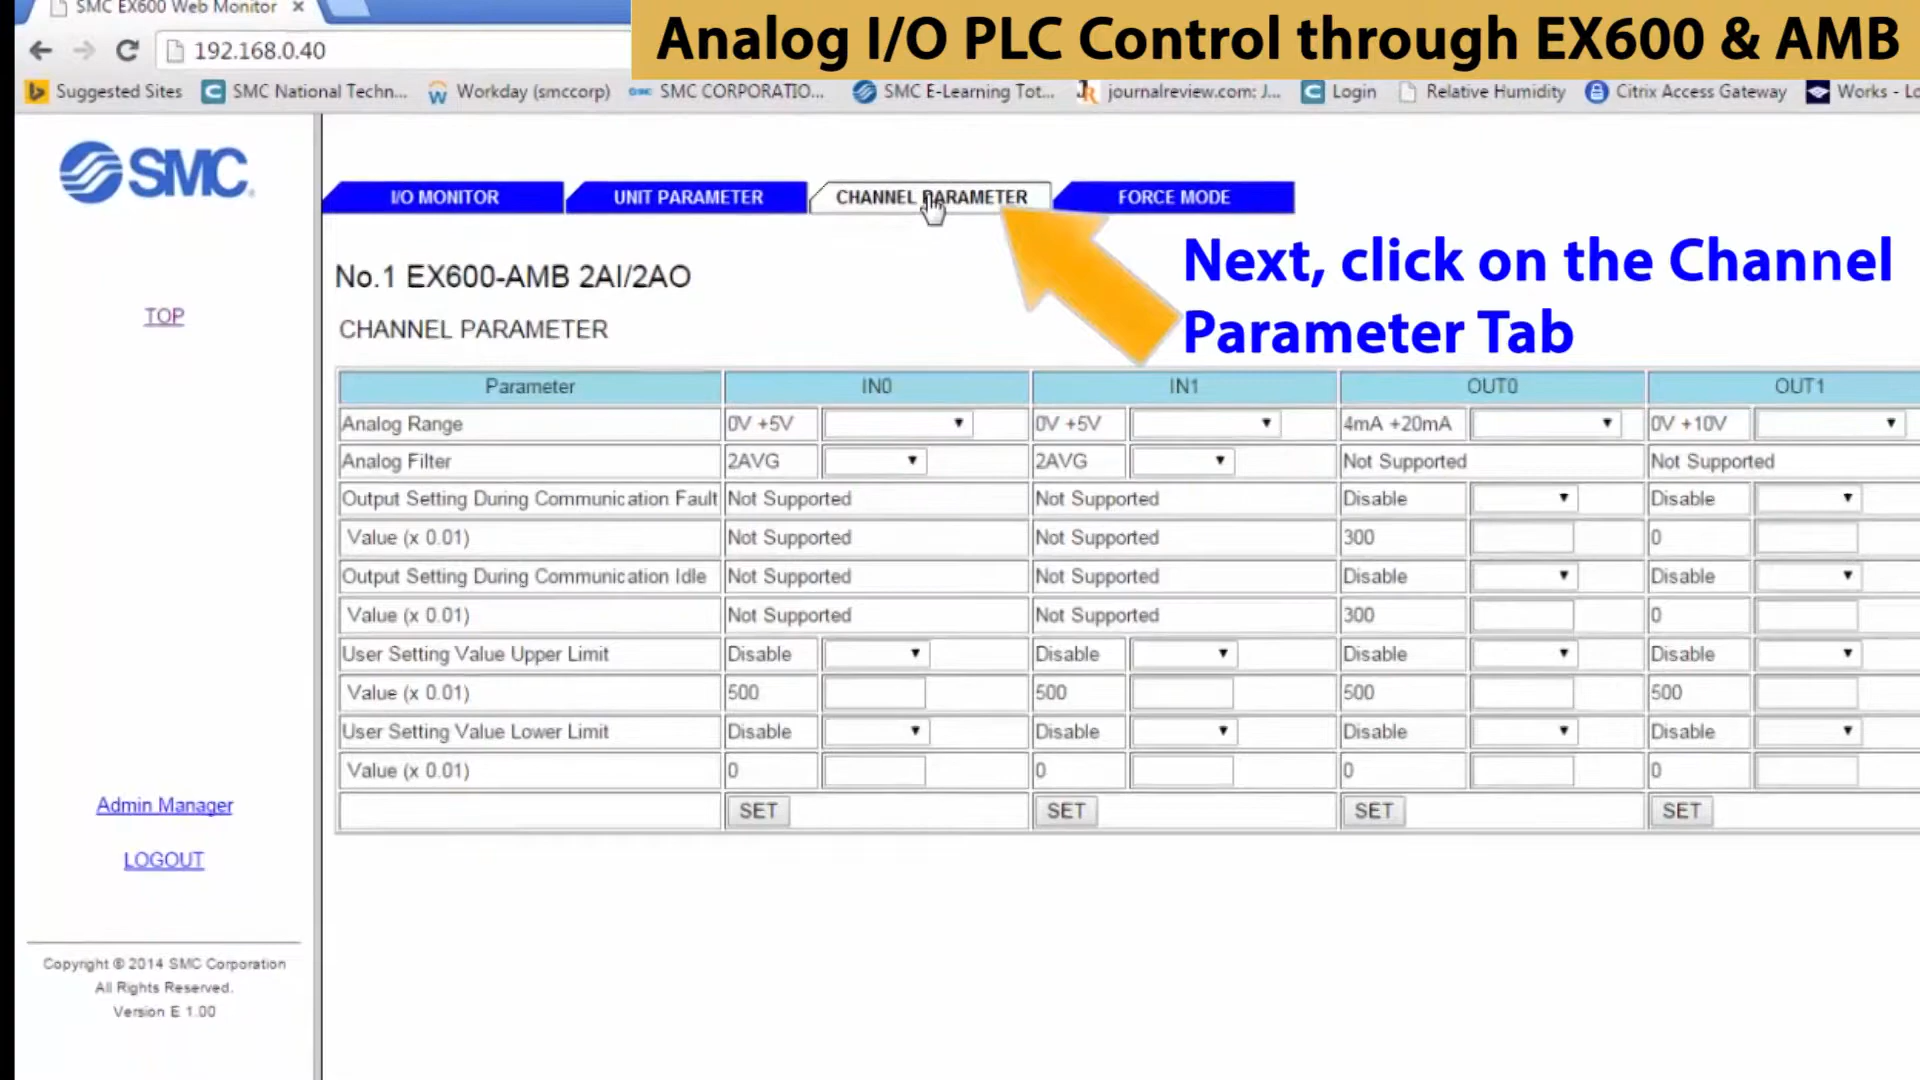 SMC EX600 Web Monitor ×
Analog I/O PLC Control through EX600 & AMB
192.168.0.40
Suggested Sites SMC National Techn... Workday (smccorp) SMC CORPORATIO... SMC E-Learning Tot... journalreview.com: J... Login Relative Humidity Citrix Access Gateway Works - Lo
SMC
I/O MONITOR UNIT PARAMETER CHANNEL PARAMETER FORCE MODE
Next, click on the Channel
Parameter Tab
No.1 EX600-AMB 2AI/2AO
CHANNEL PARAMETER
TOP
Parameter IN0 IN1 OUT0 OUT1
Analog Range 0V +5V 0V +5V 4mA +20mA 0V +10V
Analog Filter 2AVG 2AVG Not Supported Not Supported
Output Setting During Communication Fault Not Supported Not Supported Disable Disable
Value (x 0.01) Not Supported Not Supported 300 0
Output Setting During Communication Idle Not Supported Not Supported Disable Disable
Value (x 0.01) Not Supported Not Supported 300 0
User Setting Value Upper Limit Disable Disable Disable Disable
Value (x 0.01) 500 500 500 500
User Setting Value Lower Limit Disable Disable Disable Disable
Value (x 0.01) 0 0 0 0
SET SET SET SET
Admin Manager
LOGOUT
Copyright © 2014 SMC Corporation
All Rights Reserved.
Version E 1.00